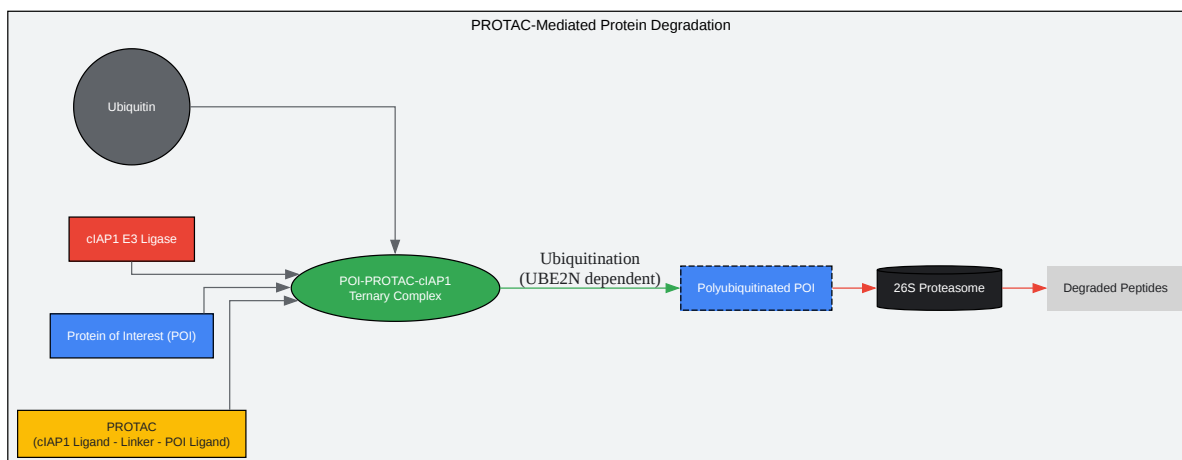 PROTAC-Mediated Protein Degradation
Ubiquitin
cIAP1 E3 Ligase
Protein of Interest (POI)
PROTAC
(cIAP1 Ligand - Linker - POI Ligand)
POI-PROTAC-cIAP1
Ternary Complex
Ubiquitination
(UBE2N dependent)
Polyubiquitinated POI
26S Proteasome
Degraded Peptides